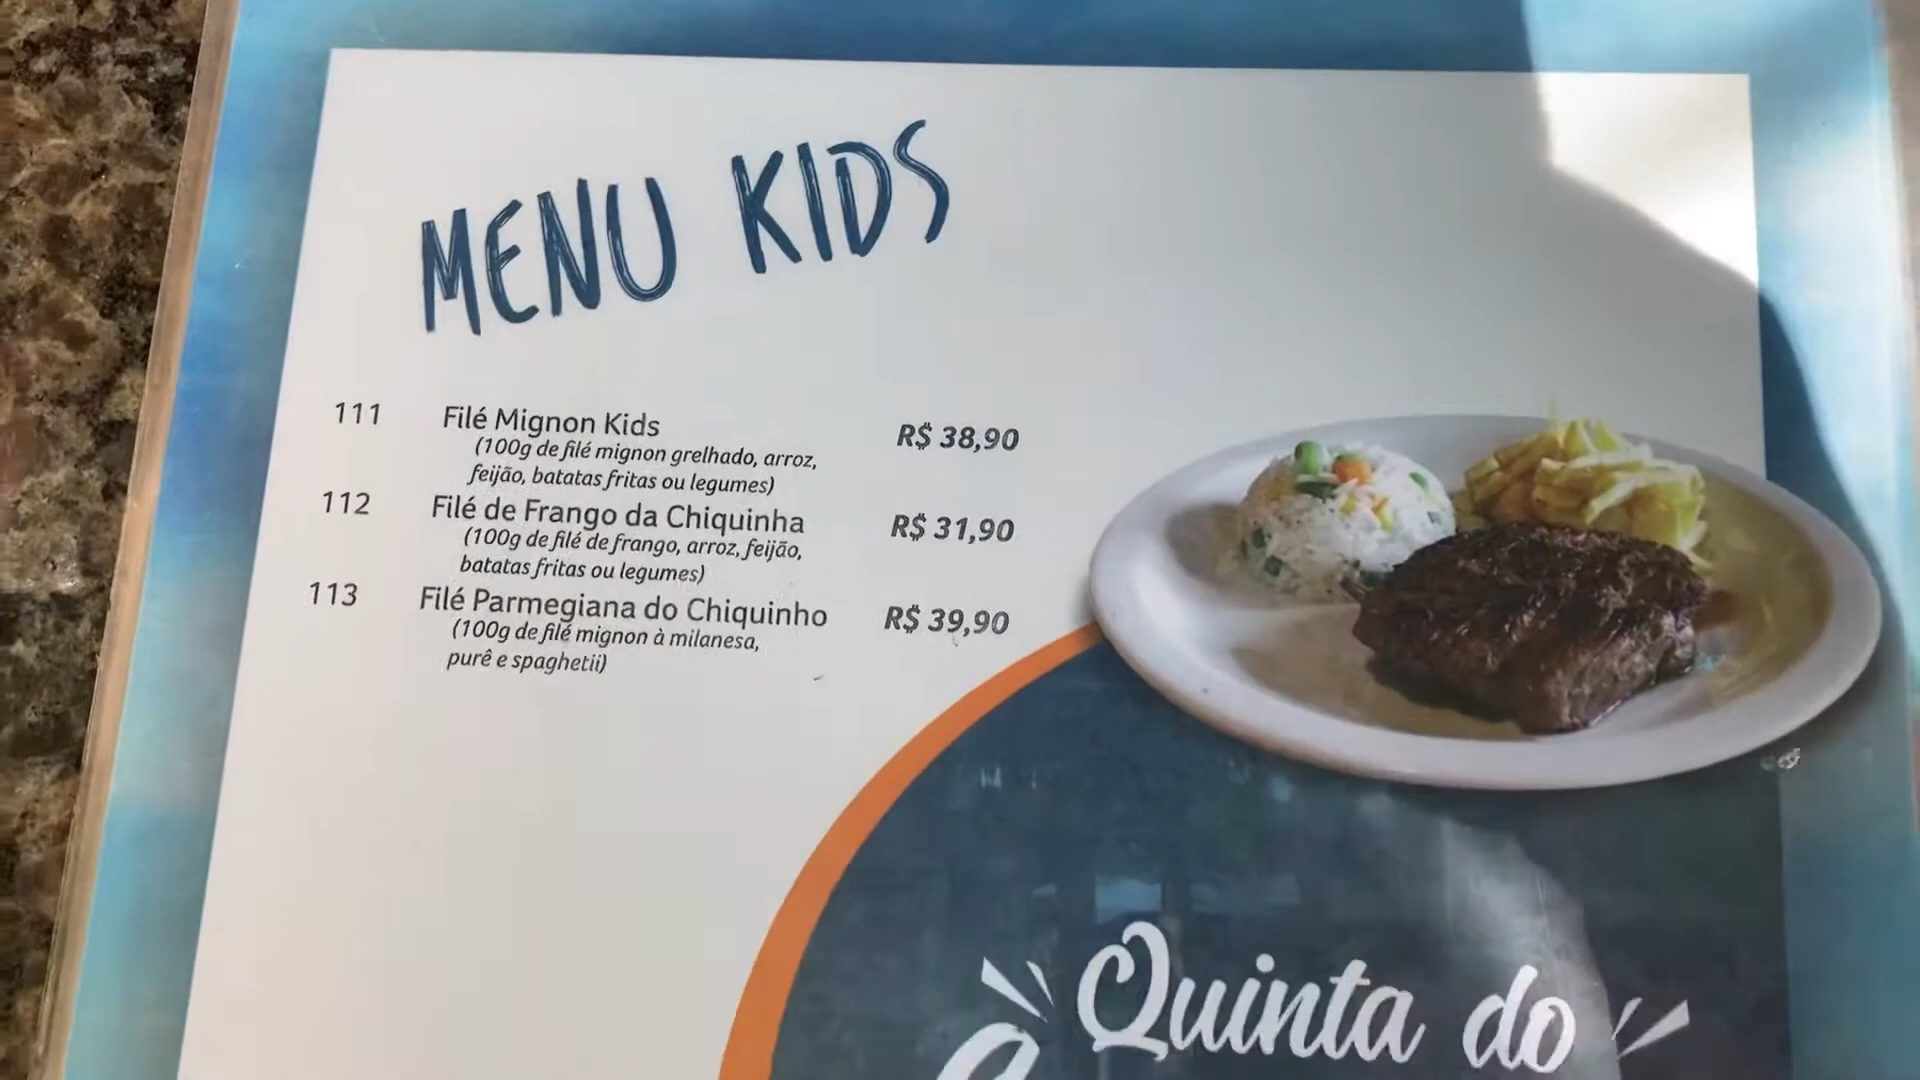 MENU KIDS
111 Filé Mignon Kids R$ 38,90
(100g de filé mignon grelhado, arroz,
feijão, batatas fritas ou legumes)
112 Filé de Frango da Chiquinha R$ 31,90
(100g de filé de frango, arroz, feijão,
batatas fritas ou legumes)
113 Filé Parmegiana do Chiquinho R$ 39,90
(100g de filé mignon à milanesa,
purê e spaghetii)
Quinta do